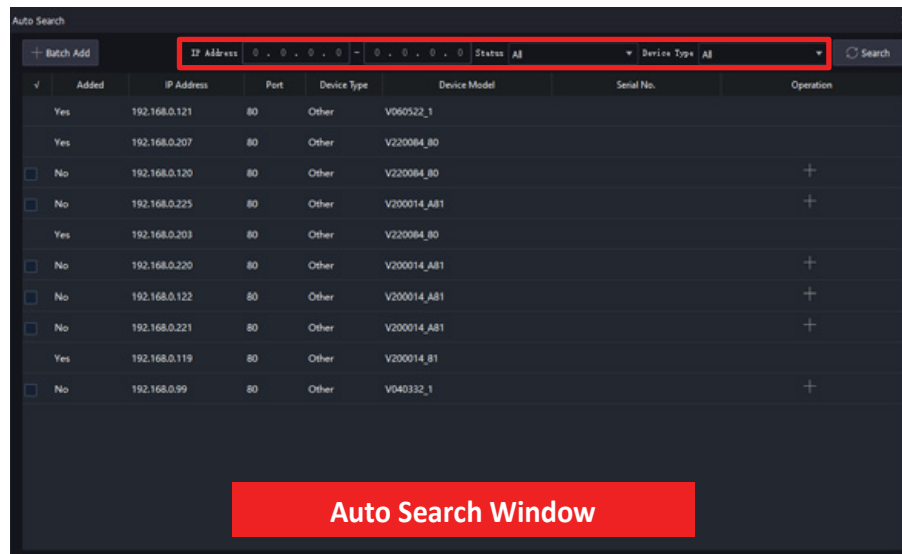 Auto Search
+ Batch Add IP Address 0 . 0 . 0 . 0 - 0 . 0 . 0 . 0 Status All Device Type All Search
√ Added IP Address Port Device Type Device Model Serial No. Operation
Yes 192.168.0.121 80 Other V060522_1
Yes 192.168.0.207 80 Other V220084_80
No 192.168.0.120 80 Other V220084_80 +
No 192.168.0.225 80 Other V200014_A81 +
Yes 192.168.0.203 80 Other V220084_80
No 192.168.0.220 80 Other V200014_A81 +
No 192.168.0.122 80 Other V200014_A81 +
No 192.168.0.221 80 Other V200014_A81 +
Yes 192.168.0.119 80 Other V200014_81
No 192.168.0.99 80 Other V040332_1 +
Auto Search Window